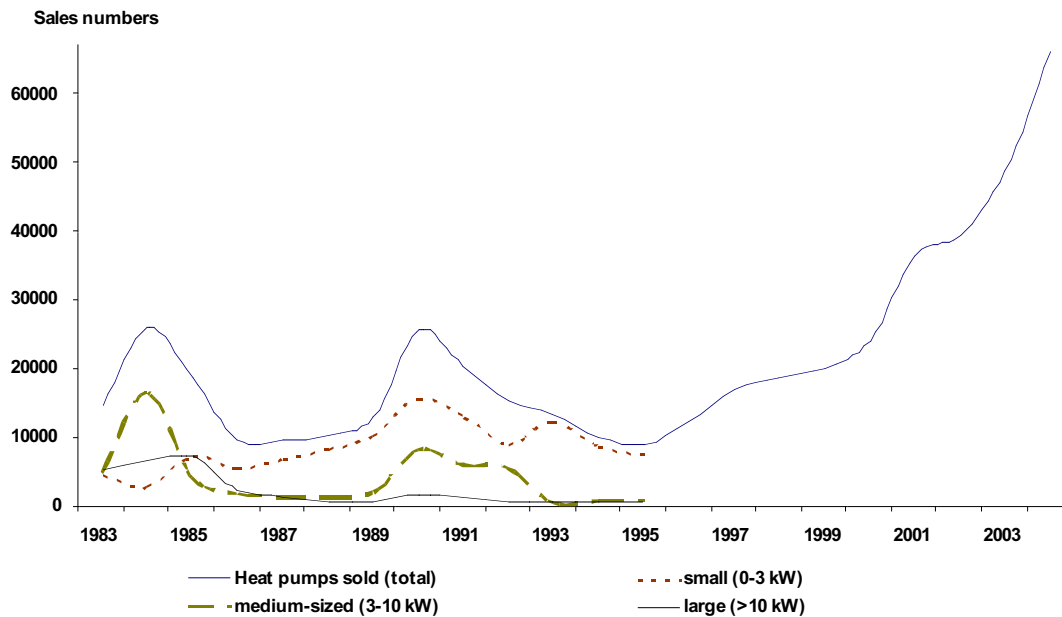 Sales numbers
60000
50000
40000
30000
20000
10000
0
1983 1985 1987 1989 1991 1993 1995 1997 1999 2001 2003
Heat pumps sold (total) small (0-3 kW)
medium-sized (3-10 kW) large (>10 kW)